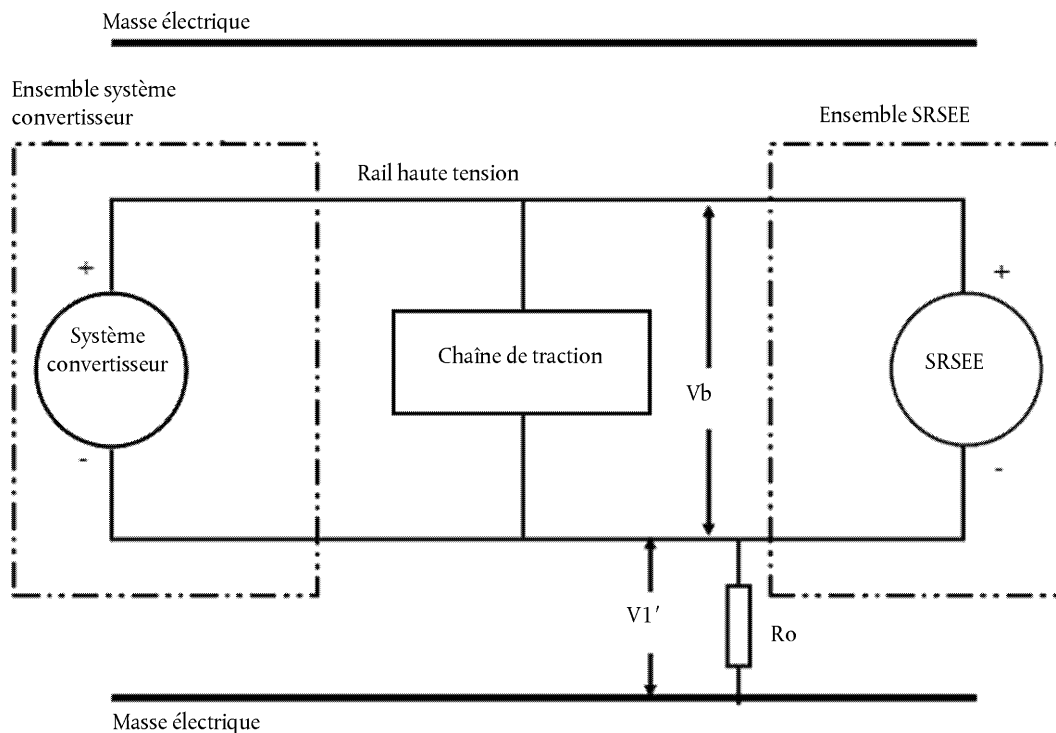 Masse électrique
Ensemble système
convertisseur
Ensemble SRSEE
Rail haute tension
+
+
Système
convertisseur
Chaîne de traction
SRSEE
Vb
-
-
V1′
Ro
Masse électrique